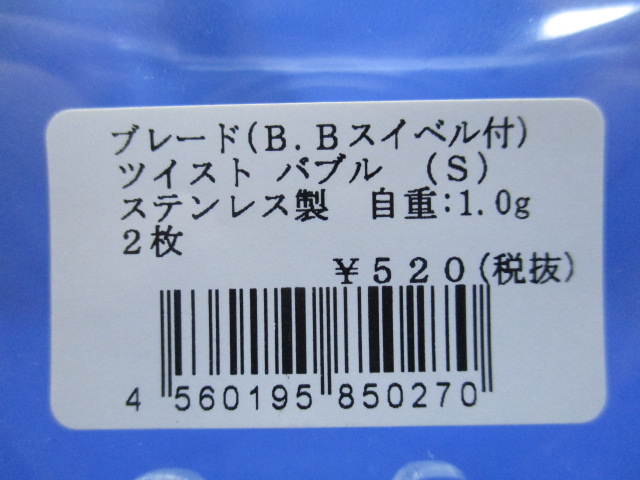 ブレード(Ｂ.Ｂスイベル付)
ツイスト バブル （Ｓ）
ステンレス製　自重:1.0g
２枚
￥５２０(税抜)
4 560195 850270